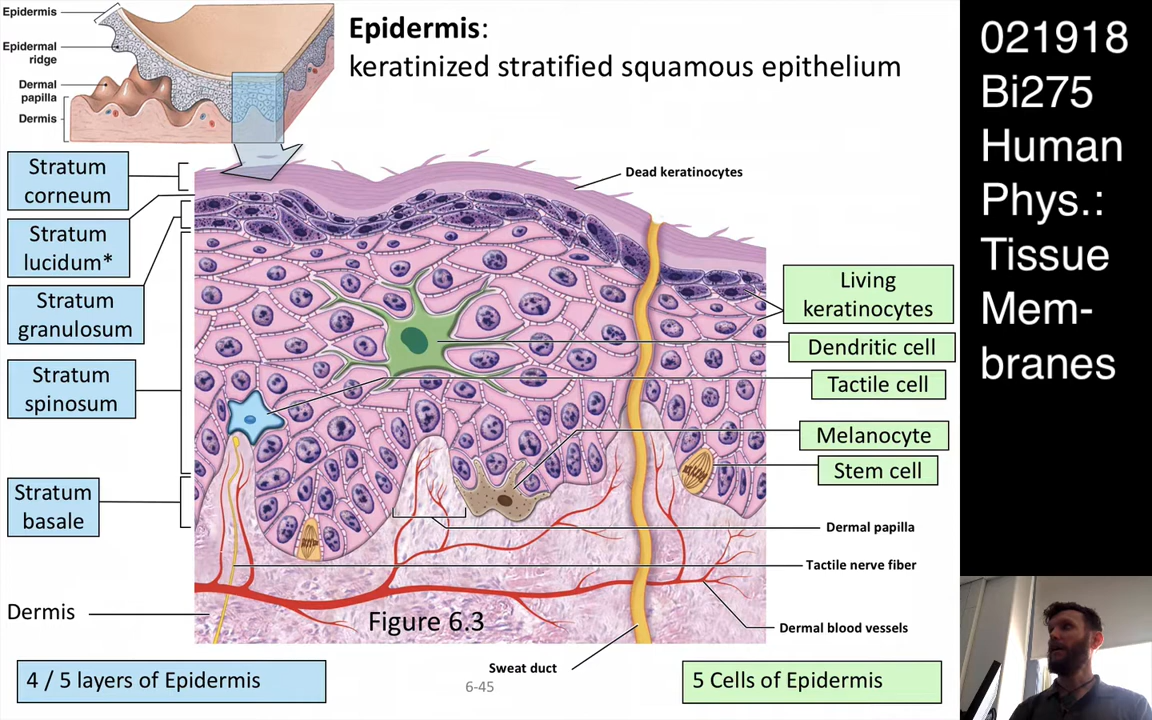 Epidermis
Epidermal
ridge
Dermal
papilla
Dermis
Epidermis:
keratinized stratified squamous epithelium
Stratum
corneum
Stratum
lucidum*
Stratum
granulosum
Stratum
spinosum
Stratum
basale
Dermis
Dead keratinocytes
Living
keratinocytes
Dendritic cell
Tactile cell
Melanocyte
Stem cell
Dermal papilla
Tactile nerve fiber
Dermal blood vessels
Figure 6.3
Sweat duct
6-45
4 / 5 layers of Epidermis
5 Cells of Epidermis
021918
Bi275
Human
Phys.:
Tissue
Mem-
branes